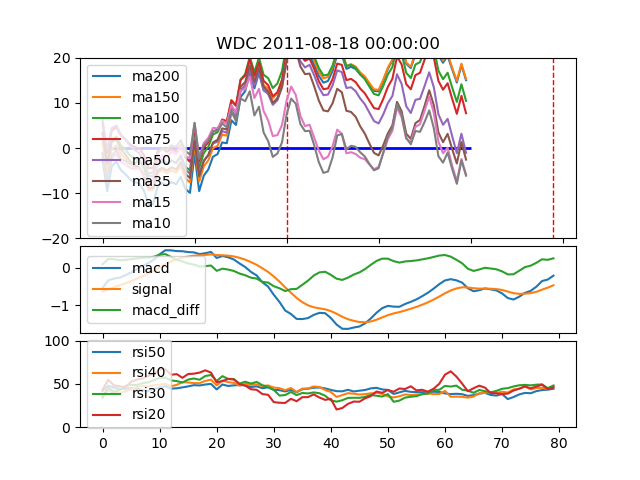 WDC 2011-08-18 00:00:00
20
10
0
−10
−20
ma200
ma150
ma100
ma75
ma50
ma35
ma15
ma10
0
−1
macd
signal
macd_diff
100
50
0
rsi50
rsi40
rsi30
rsi20
0 10 20 30 40 50 60 70 80